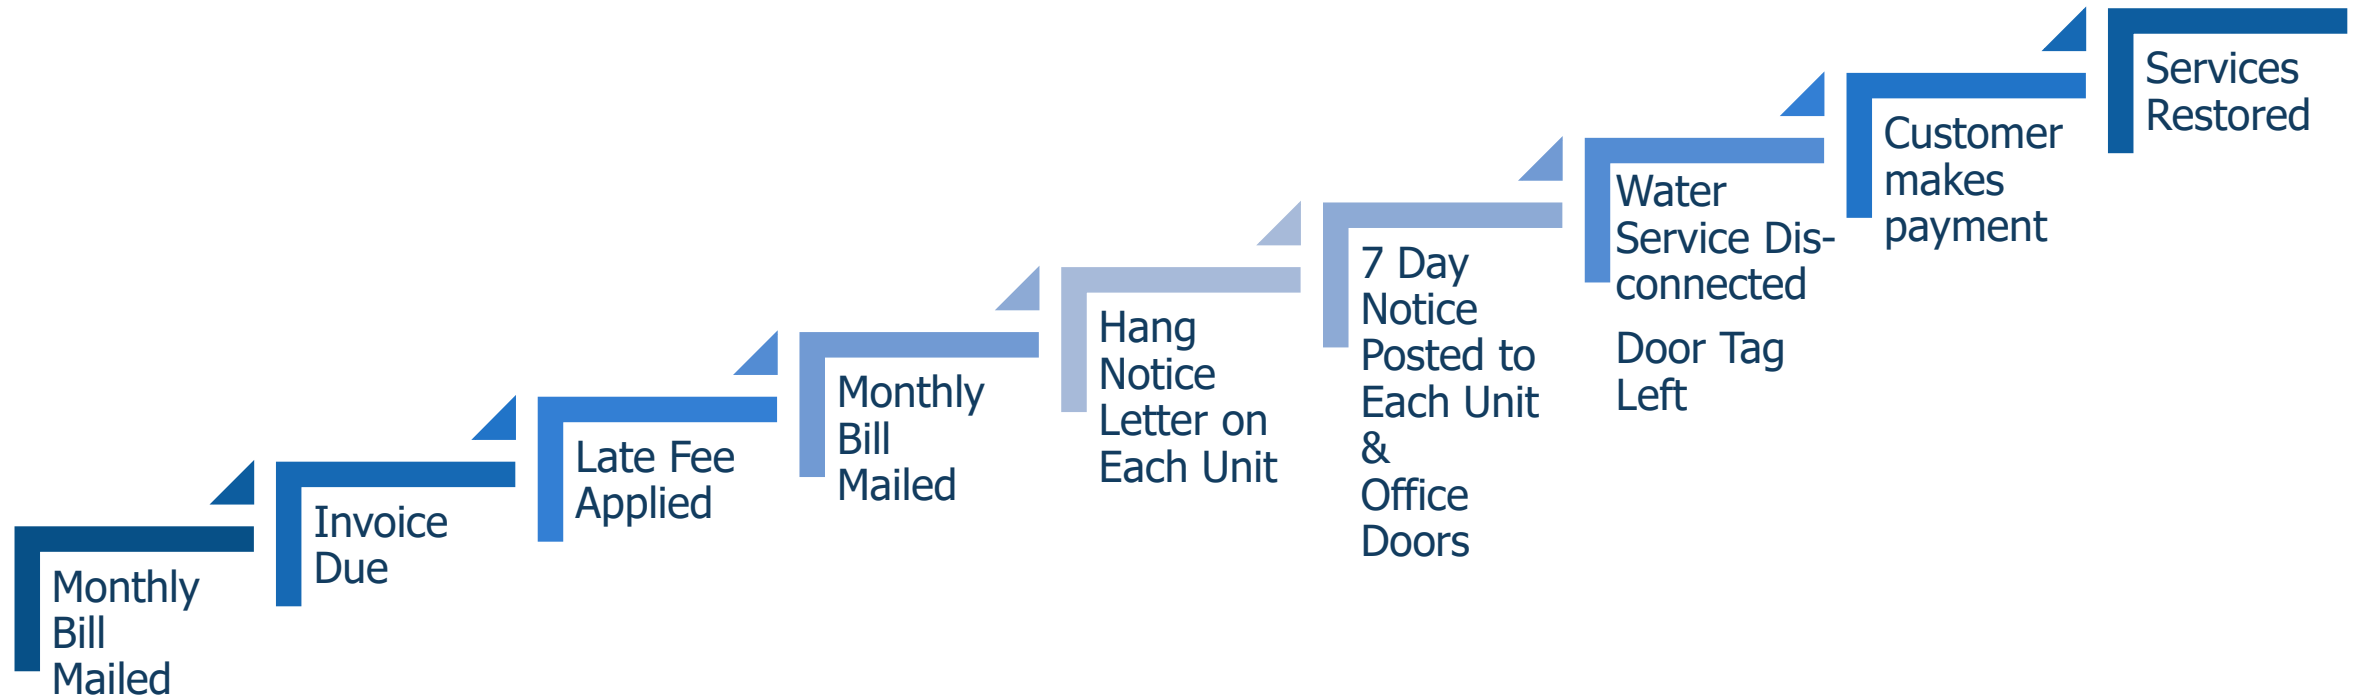 Monthly
Bill
Mailed
Invoice
Due
Late Fee
Applied
Monthly
Bill
Mailed
Hang
Notice
Letter on
Each Unit
7 Day
Notice
Posted to
Each Unit
&
Office
Doors
Water
Service Dis-
connected
Door Tag
Left
Customer
makes
payment
Services
Restored